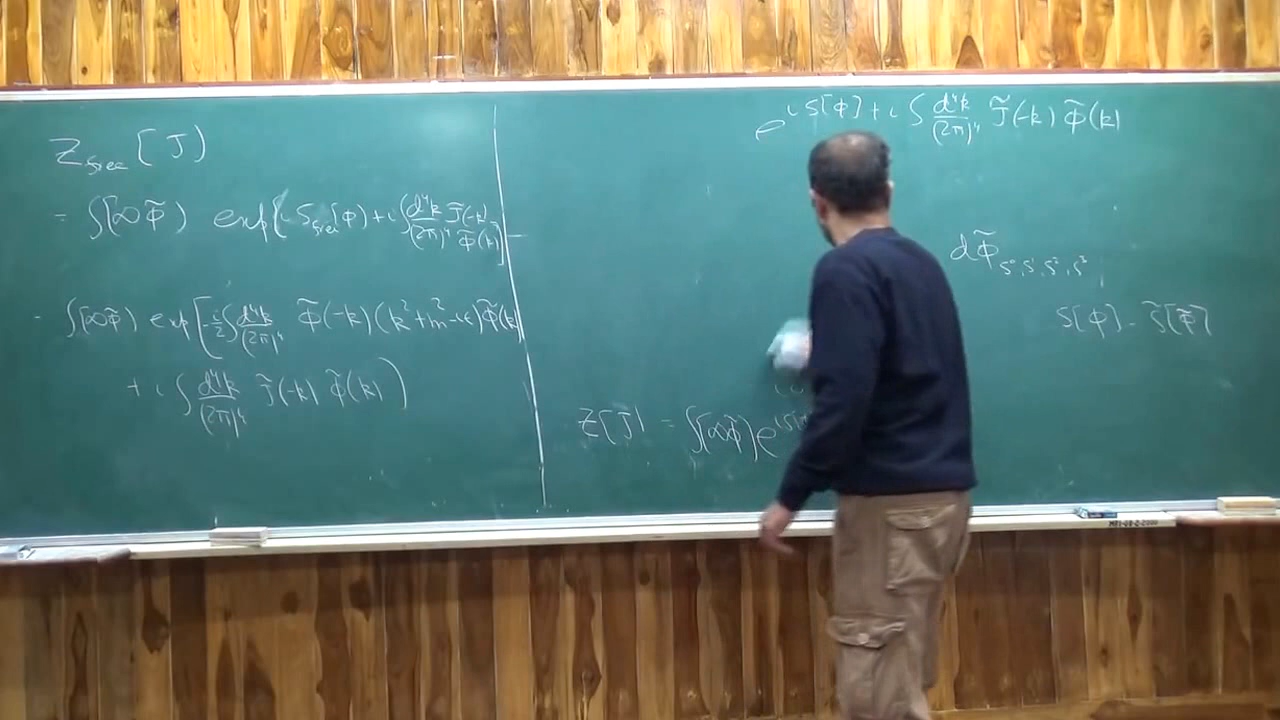 Z_free [J]
= ∫[𝒟φ̃] exp[i S_free[φ] + i ∫ d⁴k/(2π)⁴ J̃(-k) φ̃(k)]
- ∫[𝒟φ̃] exp[-i/2 ∫ d⁴k/(2π)⁴ φ̃(-k) (k²+m²-iε) φ̃(k)
+ i ∫ d⁴k/(2π)⁴ J̃(-k) φ̃(k) ]
e^{i S[φ] + i ∫ d⁴k/(2π)⁴ J̃(-k) φ̃(k)}
dφ̃
S[φ] - S̃[φ̃]
Z[J] = ∫[𝒟φ̃] e